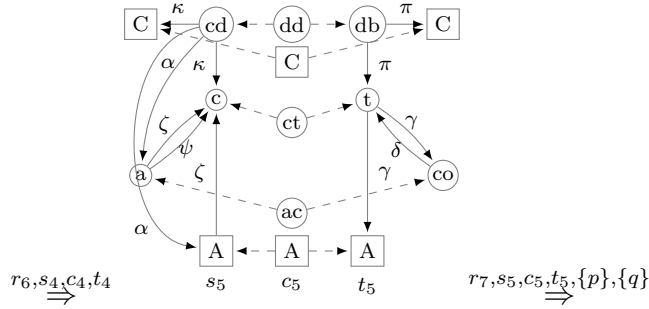 κ π
C cd dd db C
α κ C π
c ct t
ζ ψ γ δ
a ζ γ co
ac
α A A A
r₆,s₄,c₄,t₄ s₅ c₅ t₅ r₇,s₅,c₅,t₅,{p},{q}
⇒ ⇒